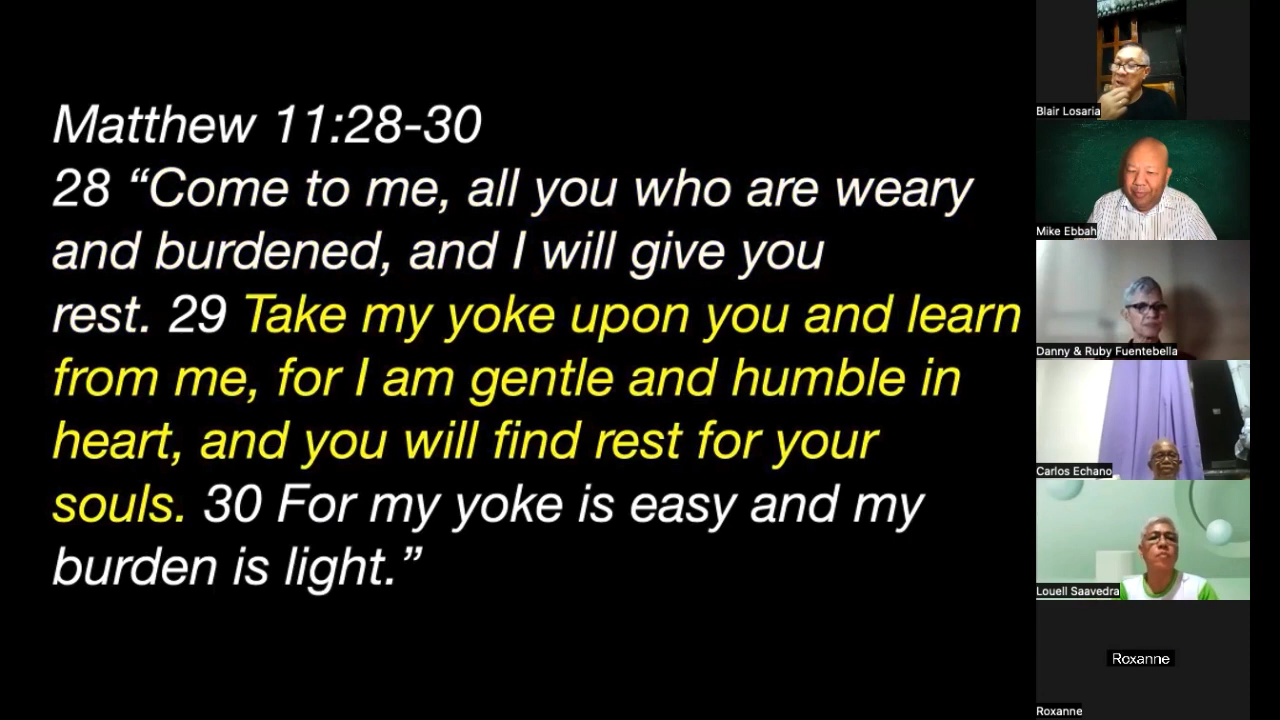 Matthew 11:28-30
28 “Come to me, all you who are weary
and burdened, and I will give you
rest. 29 Take my yoke upon you and learn
from me, for I am gentle and humble in
heart, and you will find rest for your
souls. 30 For my yoke is easy and my
burden is light.”
Blair Losaria
Mike Ebbah
Danny & Ruby Fuentebella
Carlos Echano
Louell Saavedra
Roxanne
Roxanne